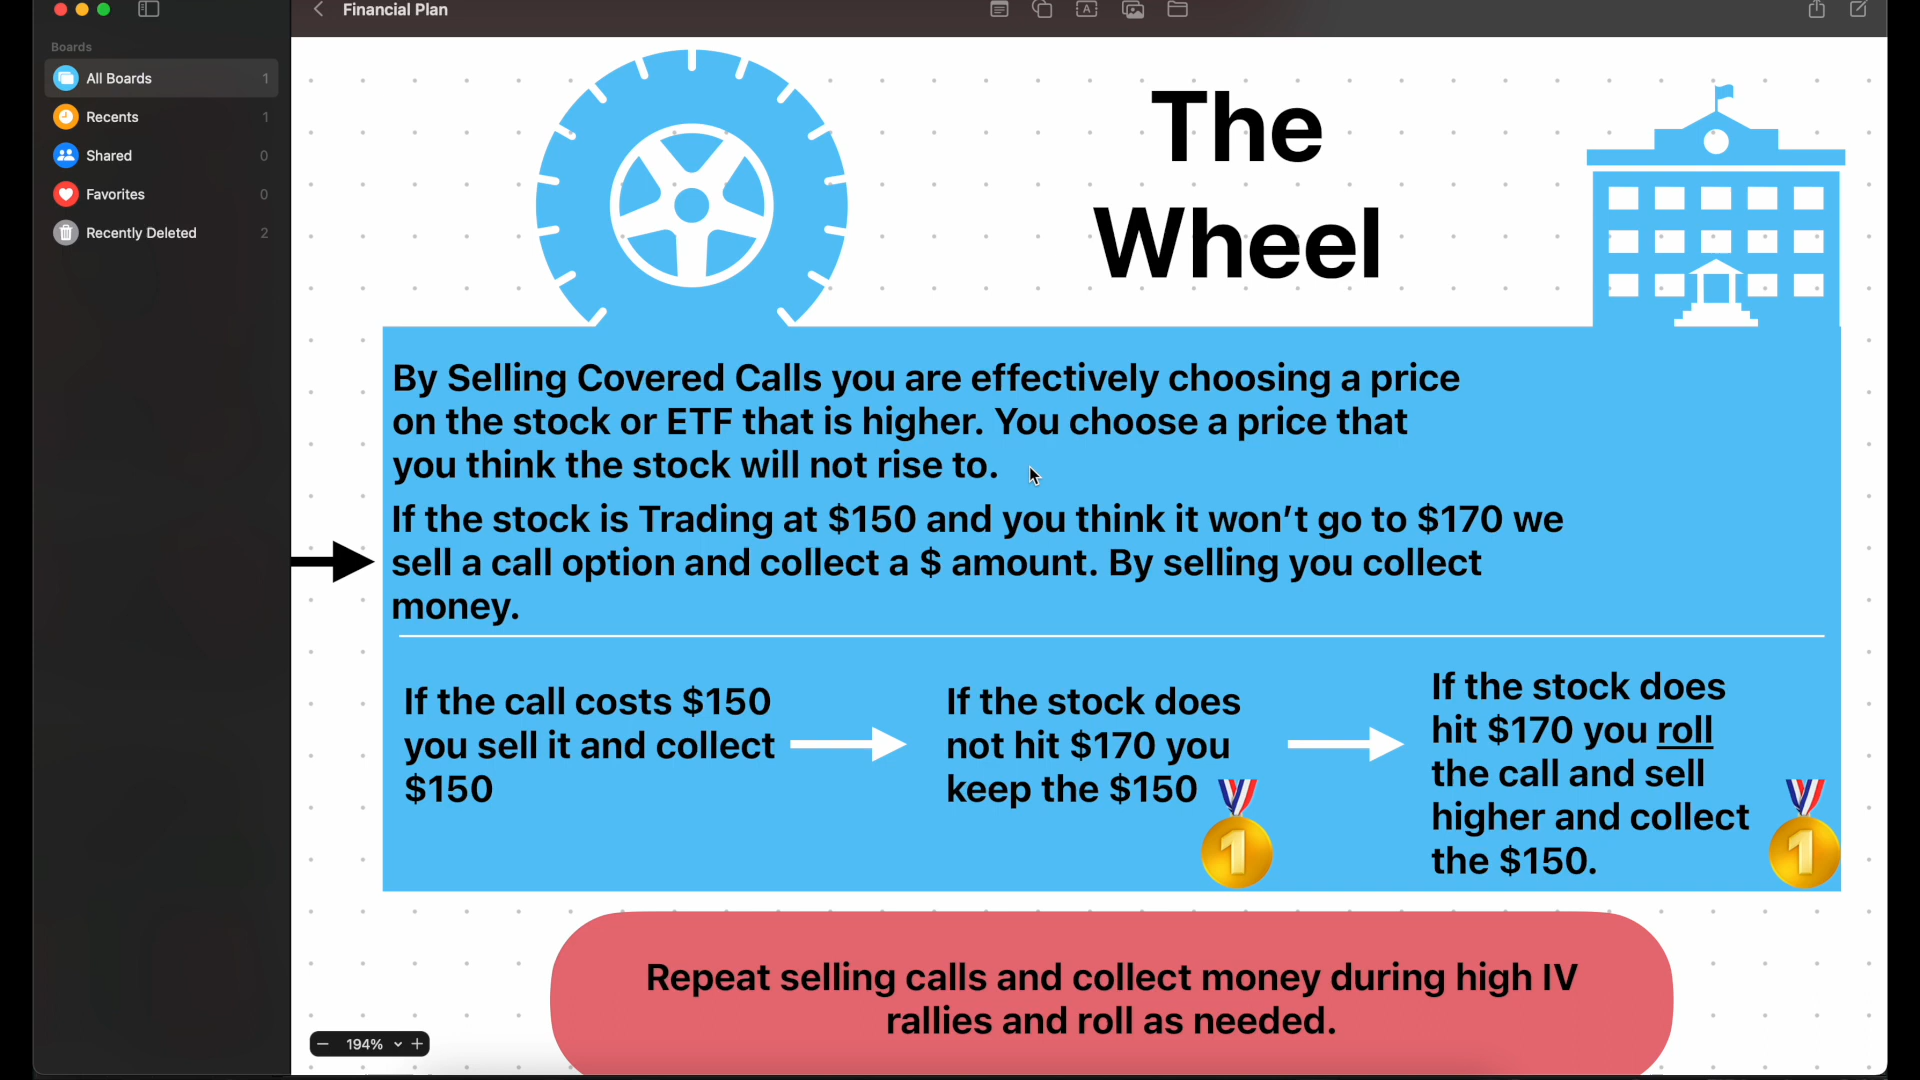 Financial Plan
Boards
All Boards 1
Recents 1
Shared 0
Favorites 0
Recently Deleted 2
The
Wheel
By Selling Covered Calls you are effectively choosing a price
on the stock or ETF that is higher. You choose a price that
you think the stock will not rise to.
If the stock is Trading at $150 and you think it won't go to $170 we
sell a call option and collect a $ amount. By selling you collect
money.
If the call costs $150
you sell it and collect
$150
If the stock does
not hit $170 you
keep the $150
1
If the stock does
hit $170 you roll
the call and sell
higher and collect
the $150.
1
Repeat selling calls and collect money during high IV
rallies and roll as needed.
194%